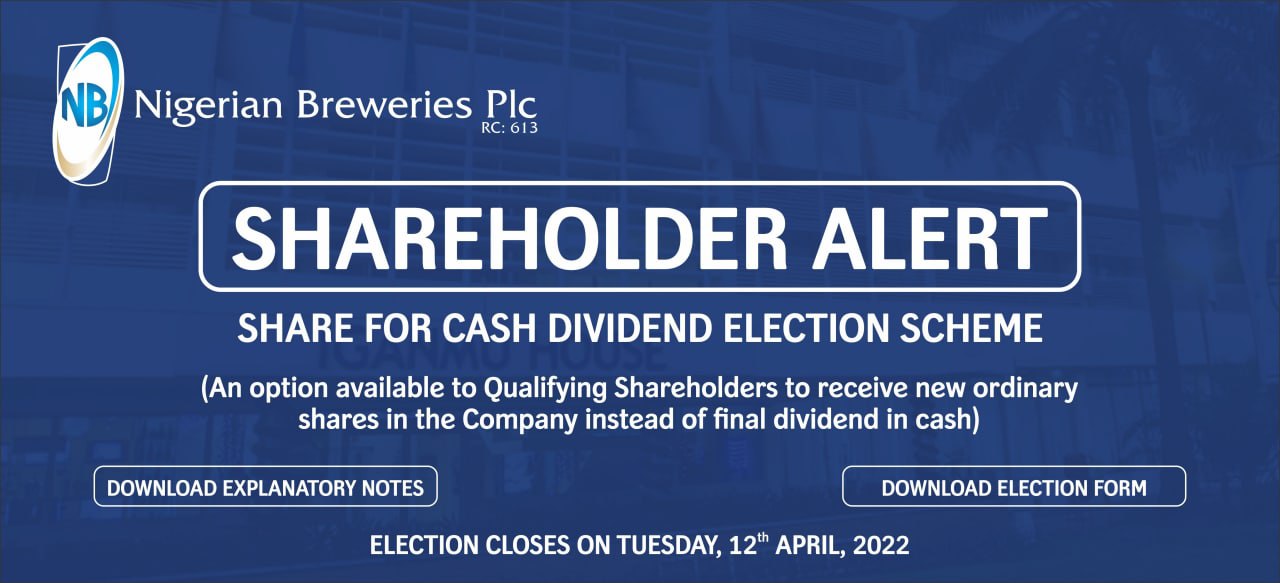 NB
Nigerian Breweries Plc
RC: 613
SHAREHOLDER ALERT
SHARE FOR CASH DIVIDEND ELECTION SCHEME
IGANMU HOUSE
(An option available to Qualifying Shareholders to receive new ordinary
shares in the Company instead of final dividend in cash)
DOWNLOAD EXPLANATORY NOTES
DOWNLOAD ELECTION FORM
ELECTION CLOSES ON TUESDAY, 12th APRIL, 2022